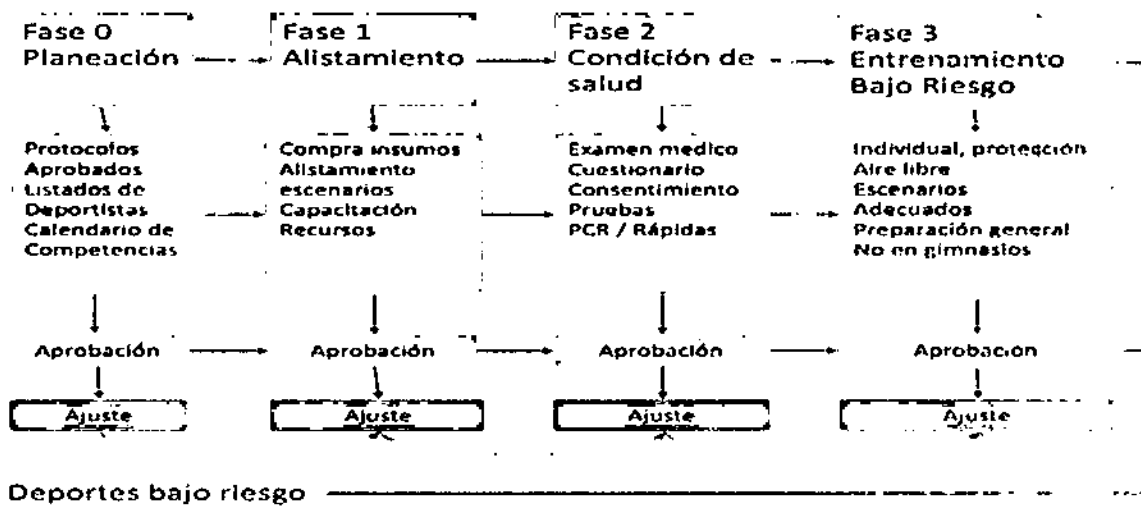 Fase 0
Planeación
Fase 1
Alistamiento
Fase 2
Condición de
salud
Fase 3
Entrenamiento
Bajo Riesgo
Protocolos
Aprobados
Listados de
Deportistas
Calendario de
Competencias
Compra insumos
Alistamiento
escenarios
Capacitación
Recursos
Examen medico
Cuestionario
Consentimiento
Pruebas
PCR / Rápidas
Individual, protección
Aire libre
Escenarios
Adecuados
Preparación general
No en gimnasios
Aprobación
Aprobación
Aprobación
Aprobación
Ajuste
Ajuste
Ajuste
Ajuste
Deportes bajo riesgo